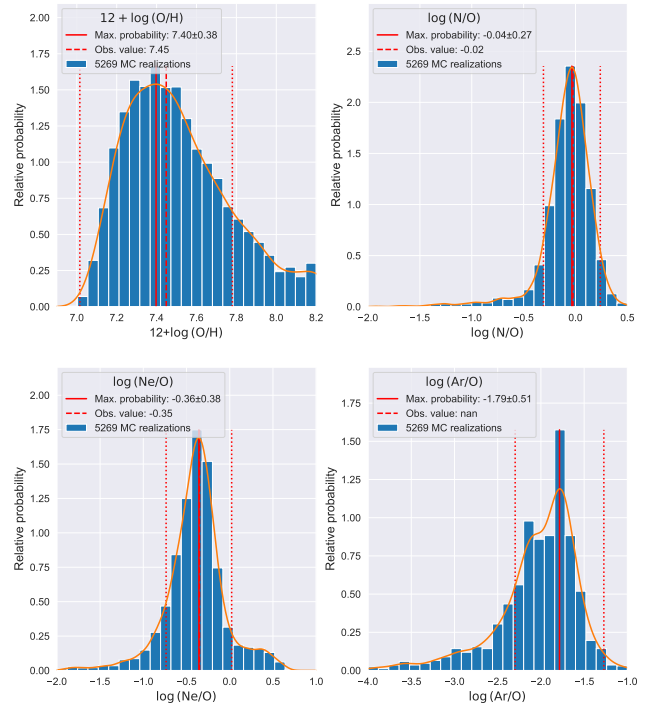 12 + log (O/H)
Max. probability: 7.40±0.38
Obs. value: 7.45
5269 MC realizations
2.00
1.75
1.50
1.25
1.00
0.75
0.50
0.25
0.00
Relative probability
7.0 7.2 7.4 7.6 7.8 8.0 8.2
12+log (O/H)
log (N/O)
Max. probability: -0.04±0.27
Obs. value: -0.02
5269 MC realizations
2.5
2.0
1.5
1.0
0.5
0.0
Relative probability
−2.0 −1.5 −1.0 −0.5 0.0 0.5
log (N/O)
log (Ne/O)
Max. probability: -0.36±0.38
Obs. value: -0.35
5269 MC realizations
2.00
1.75
1.50
1.25
1.00
0.75
0.50
0.25
0.00
Relative probability
−2.0 −1.5 −1.0 −0.5 0.0 0.5 1.0
log (Ne/O)
log (Ar/O)
Max. probability: -1.79±0.51
Obs. value: nan
5269 MC realizations
1.75
1.50
1.25
1.00
0.75
0.50
0.25
0.00
Relative probability
−4.0 −3.5 −3.0 −2.5 −2.0 −1.5 −1.0
log (Ar/O)